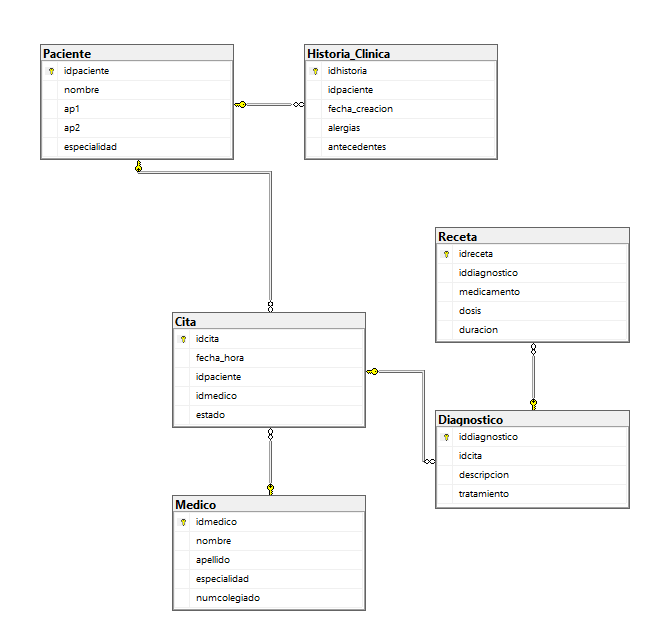 Paciente
idpaciente
nombre
ap1
ap2
especialidad
Historia_Clinica
idhistoria
idpaciente
fecha_creacion
alergias
antecedentes
Receta
idreceta
iddiagnostico
medicamento
dosis
duracion
Cita
idcita
fecha_hora
idpaciente
idmedico
estado
Diagnostico
iddiagnostico
idcita
descripcion
tratamiento
Medico
idmedico
nombre
apellido
especialidad
numcolegiado